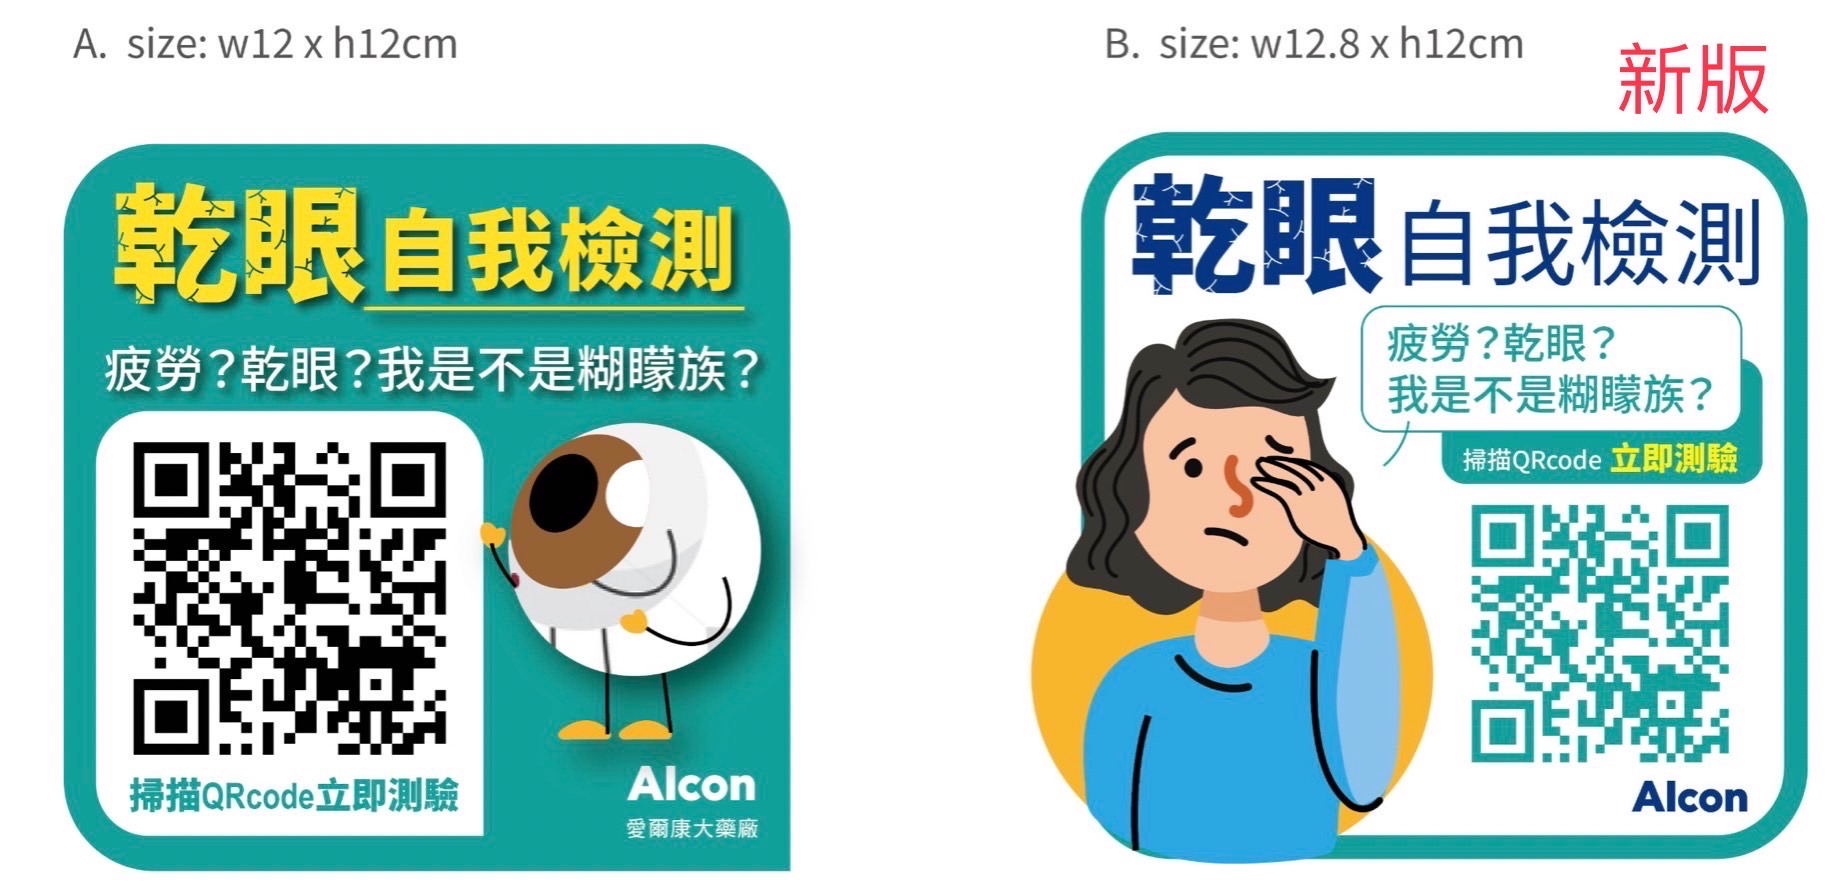 A. size: w12 x h12cm
乾眼自我檢測
疲勞？乾眼？我是不是糊矇族？
掃描QRcode立即測驗
Alcon
愛爾康大藥廠
B. size: w12.8 x h12cm
新版
乾眼自我檢測
疲勞？乾眼？
我是不是糊矇族？
掃描QRcode 立即測驗
Alcon